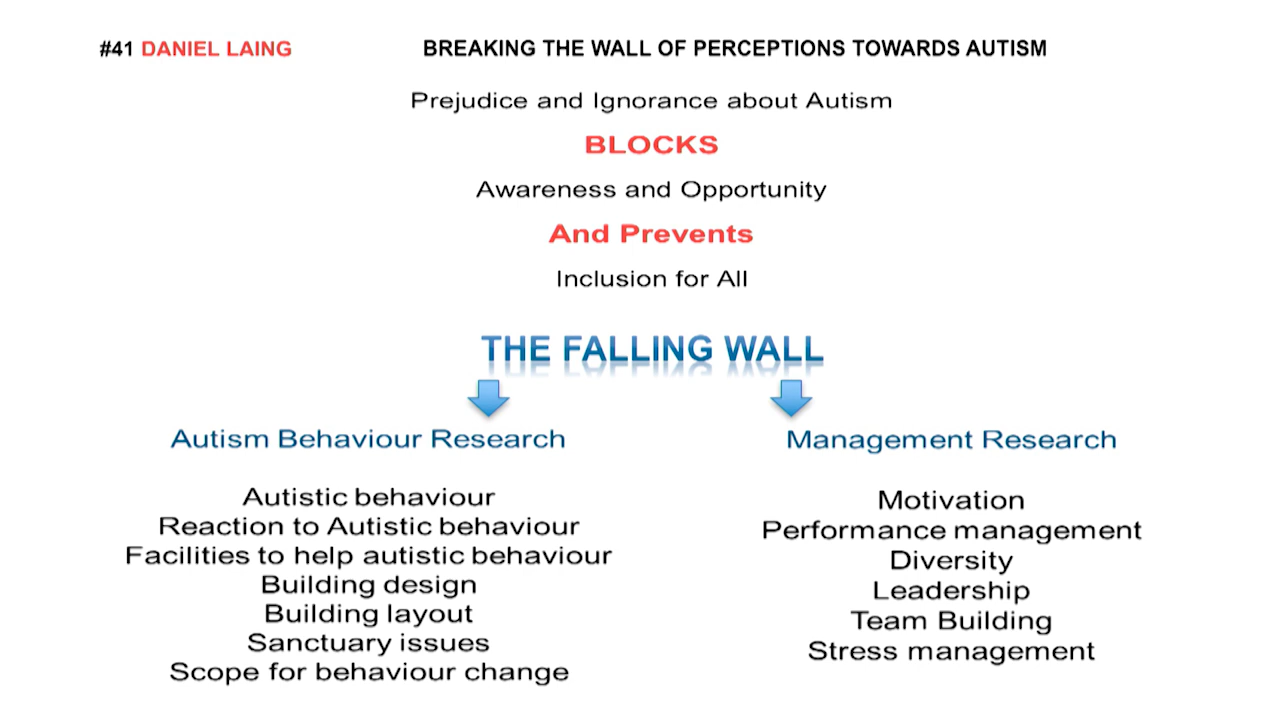 #41 DANIEL LAING
BREAKING THE WALL OF PERCEPTIONS TOWARDS AUTISM
Prejudice and Ignorance about Autism
BLOCKS
Awareness and Opportunity
And Prevents
Inclusion for All
THE FALLING WALL
Autism Behaviour Research
Autistic behaviour
Reaction to Autistic behaviour
Facilities to help autistic behaviour
Building design
Building layout
Sanctuary issues
Scope for behaviour change
Management Research
Motivation
Performance management
Diversity
Leadership
Team Building
Stress management